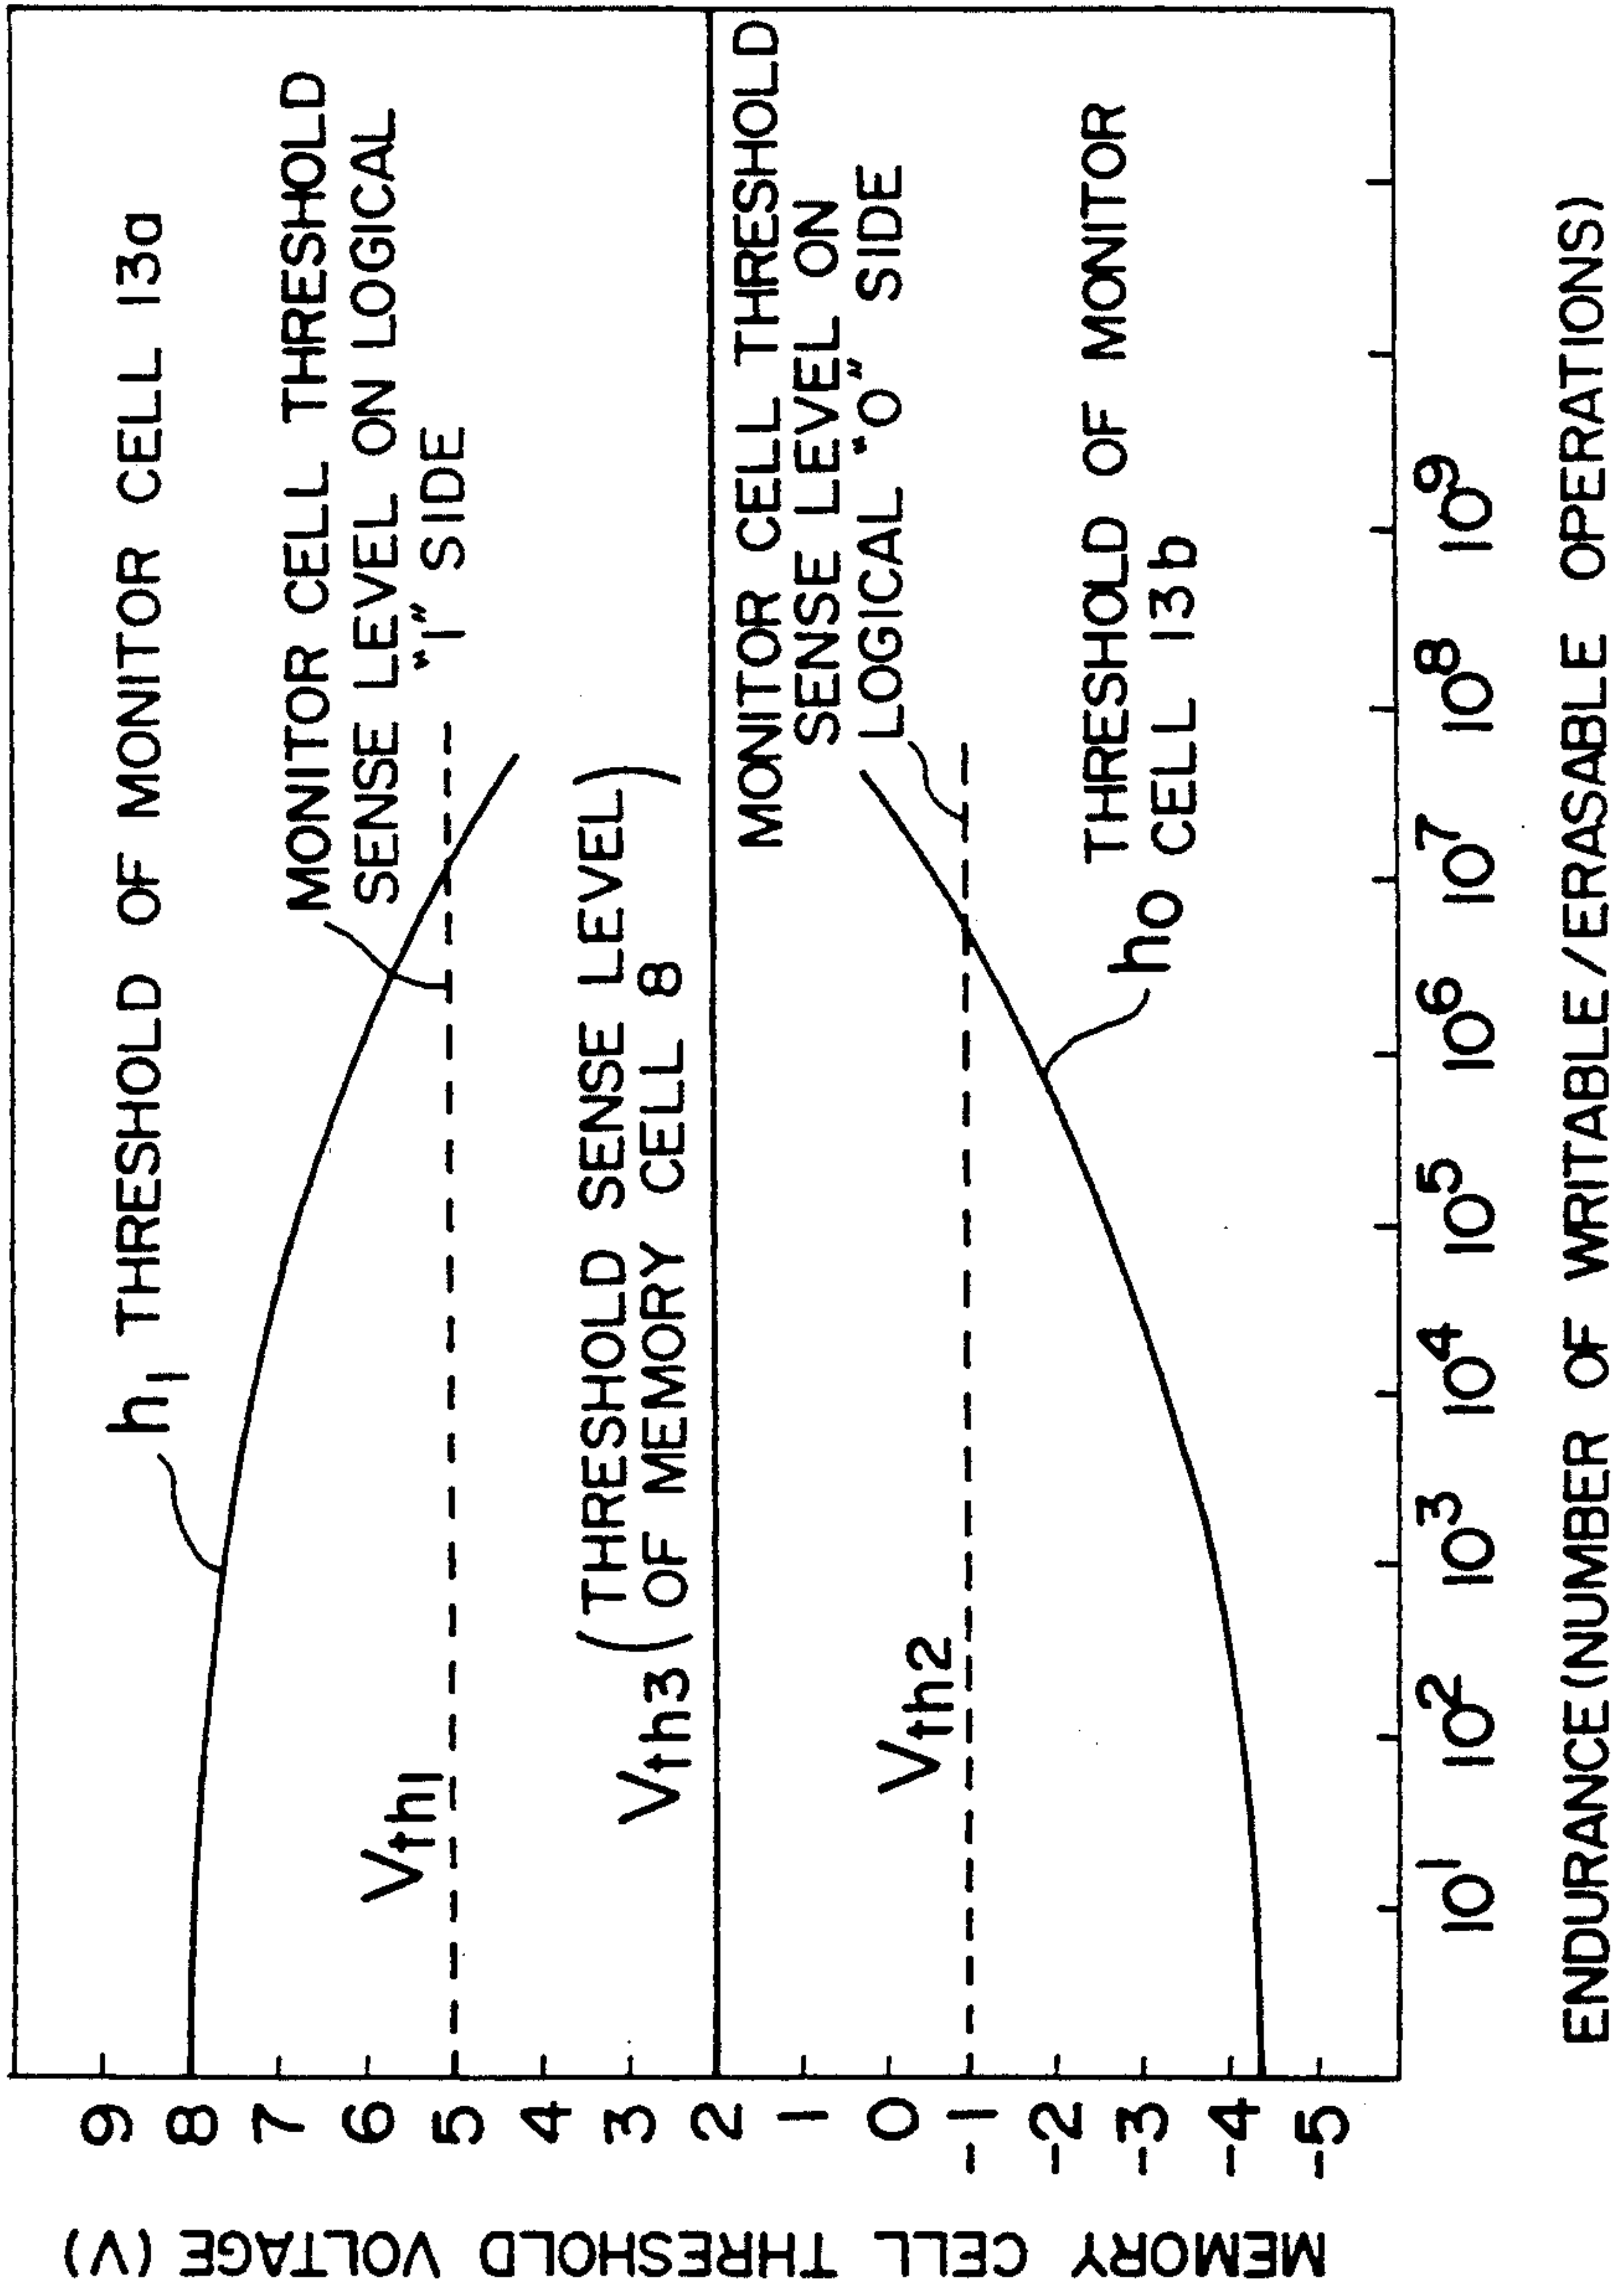 h1 THRESHOLD OF MONITOR CELL 13a
MONITOR CELL THRESHOLD
SENSE LEVEL ON LOGICAL
"1" SIDE
Vth1
Vth3 (THRESHOLD SENSE LEVEL)
(OF MEMORY CELL 8)
MONITOR CELL THRESHOLD
SENSE LEVEL ON
LOGICAL "0" SIDE
Vth2
THRESHOLD OF MONITOR
h0 CELL 13b
MEMORY CELL THRESHOLD VOLTAGE (V)
9
8
7
6
5
4
3
2
1
0
-1
-2
-3
-4
-5
10^1 10^2 10^3 10^4 10^5 10^6 10^7 10^8 10^9
ENDURANCE (NUMBER OF WRITABLE/ERASABLE OPERATIONS)